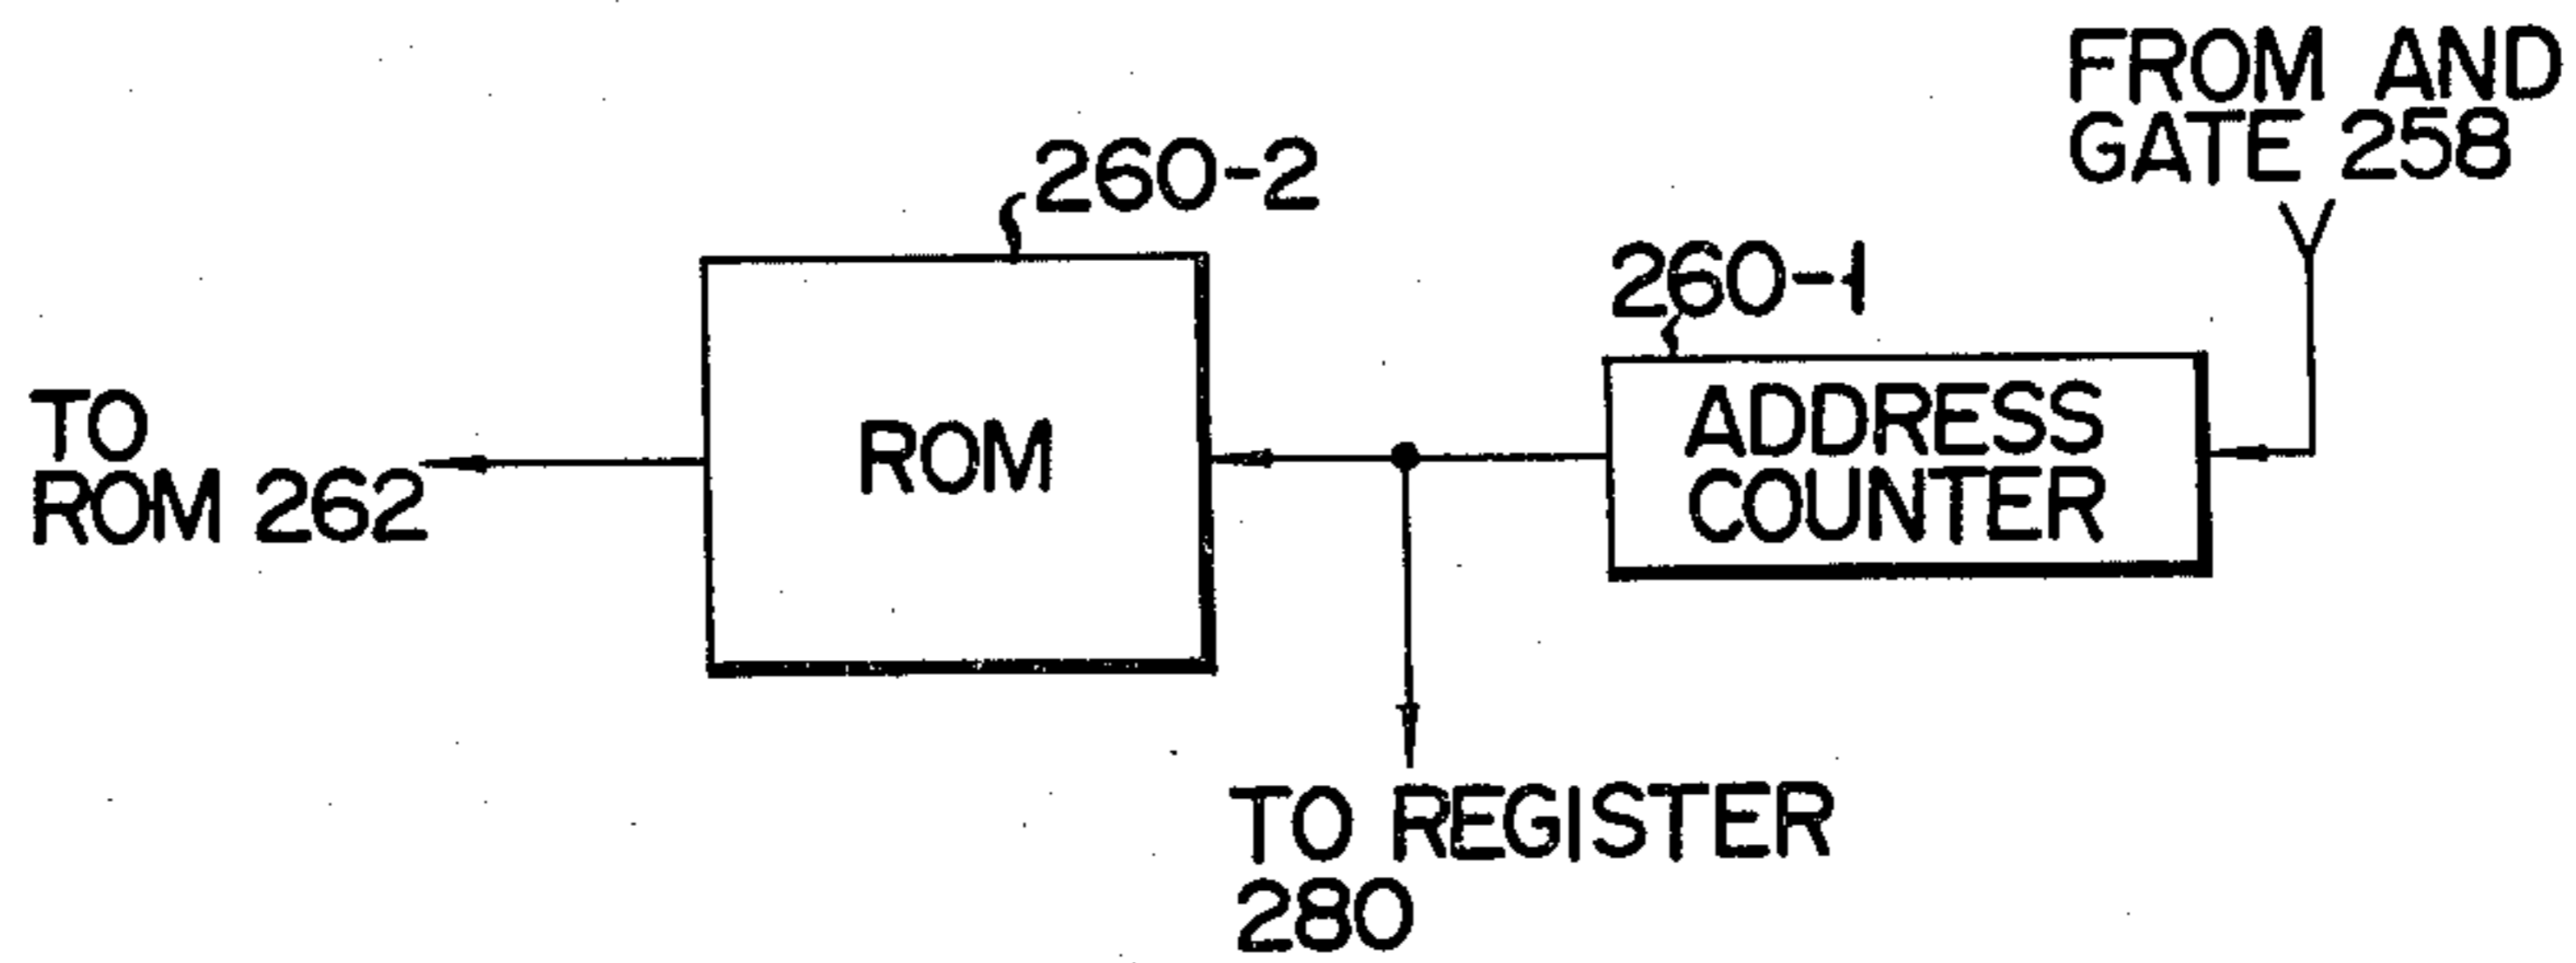 FROM AND
GATE 258
260-2
260-1
TO
ROM 262
ROM
ADDRESS
COUNTER
TO REGISTER
280